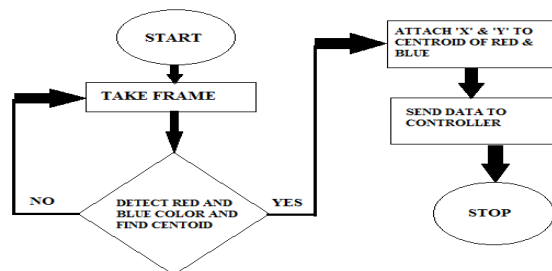 START
TAKE FRAME
DETECT RED AND
BLUE COLOR AND
FIND CENTOID
NO
YES
ATTACH 'X' & 'Y' TO
CENTROID OF RED &
BLUE
SEND DATA TO
CONTROLLER
STOP